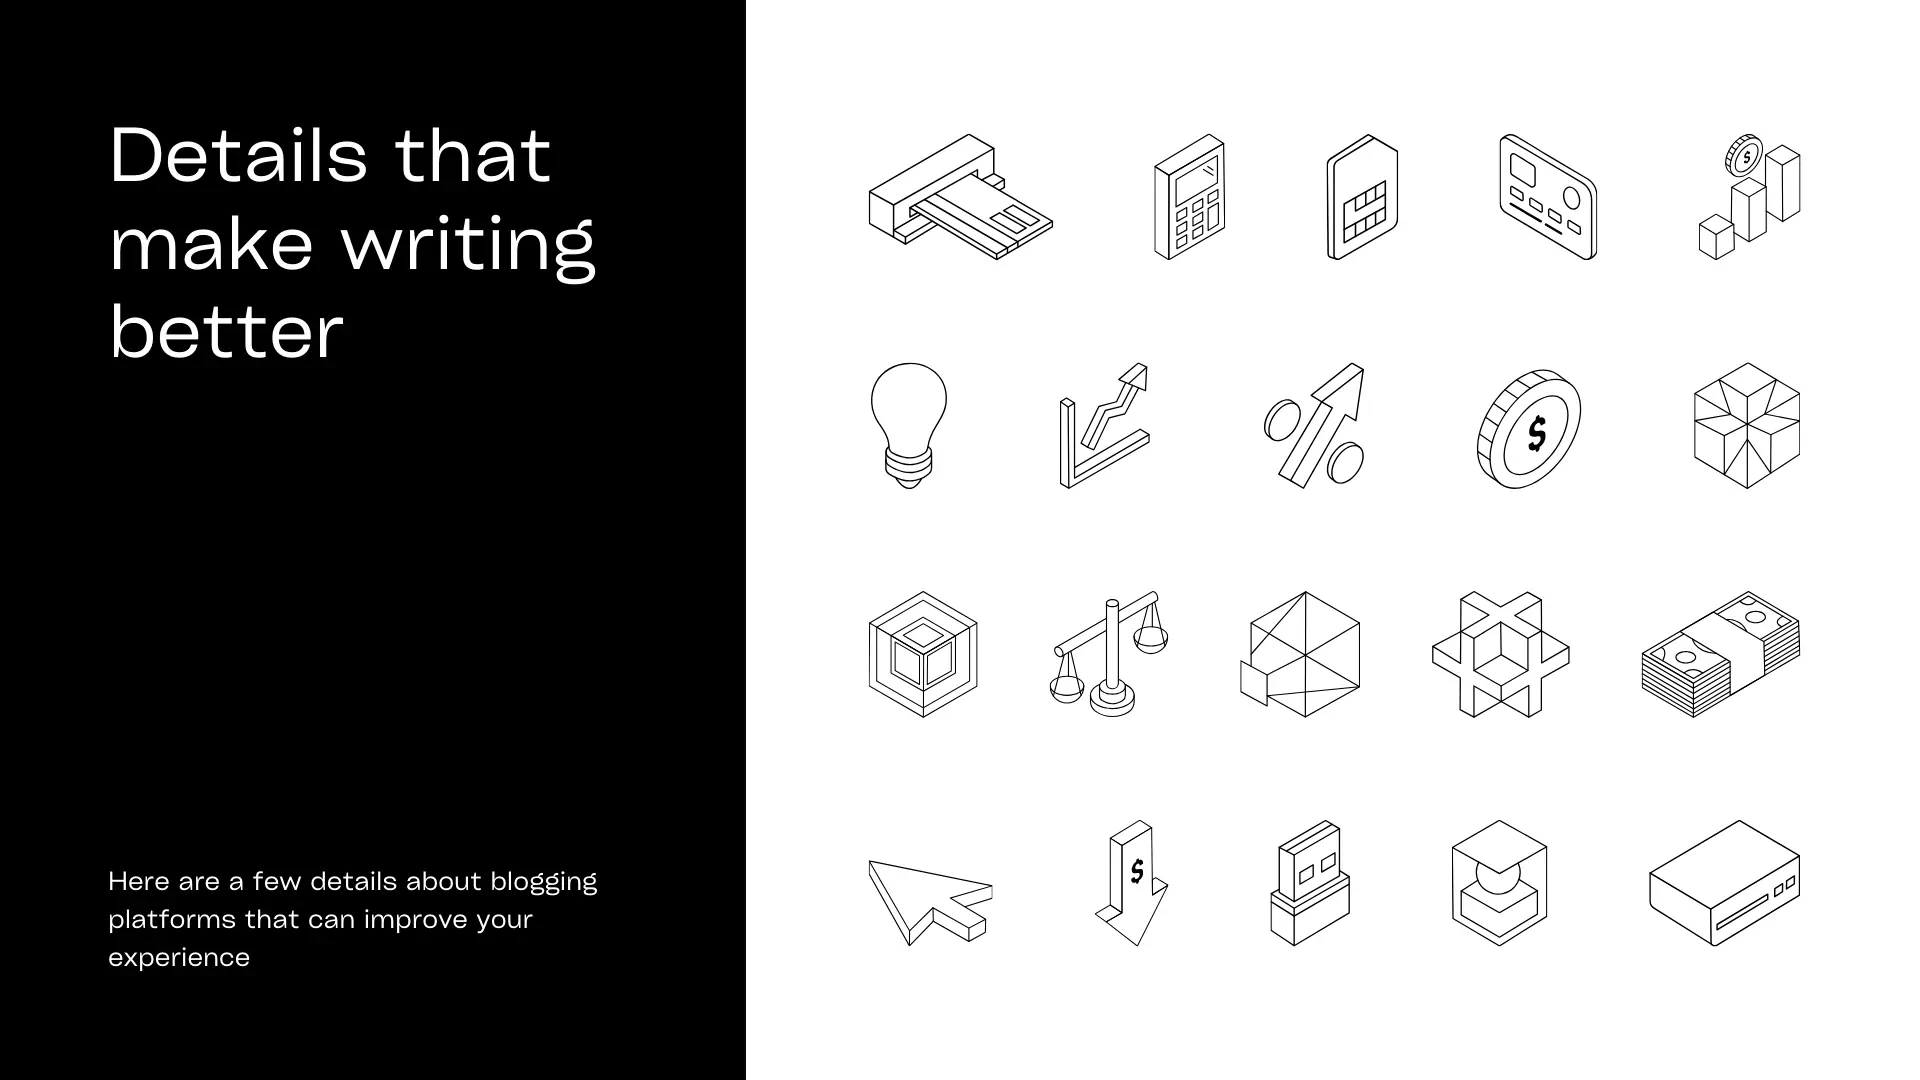 Details that
make writing
better
Here are a few details about blogging
platforms that can improve your
experience
$
$
$